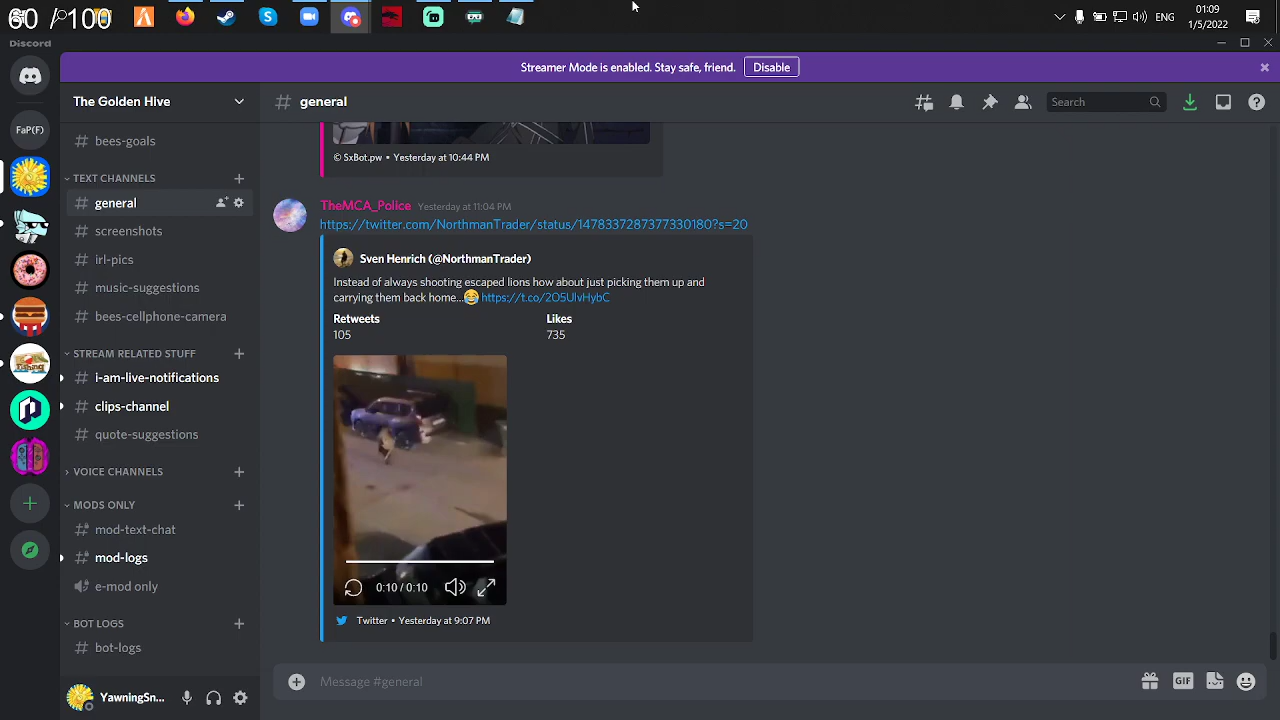 60 / 100
ENG
01:09
1/5/2022
Discord
Streamer Mode is enabled. Stay safe, friend.
Disable
The Golden Hive
general
Search
FaP(F)
bees-goals
TEXT CHANNELS
general
screenshots
irl-pics
music-suggestions
bees-cellphone-camera
STREAM RELATED STUFF
i-am-live-notifications
clips-channel
quote-suggestions
VOICE CHANNELS
MODS ONLY
mod-text-chat
mod-logs
e-mod only
BOT LOGS
bot-logs
YawningSn...
© SxBot.pw • Yesterday at 10:44 PM
TheMCA_Police Yesterday at 11:04 PM
https://twitter.com/NorthmanTrader/status/1478337287377330180?s=20
Sven Henrich (@NorthmanTrader)
Instead of always shooting escaped lions how about just picking them up and
carrying them back home...😂 https://t.co/2O5UlvHybC
Retweets Likes
105 735
0:10 / 0:10
Twitter • Yesterday at 9:07 PM
Message #general
GIF